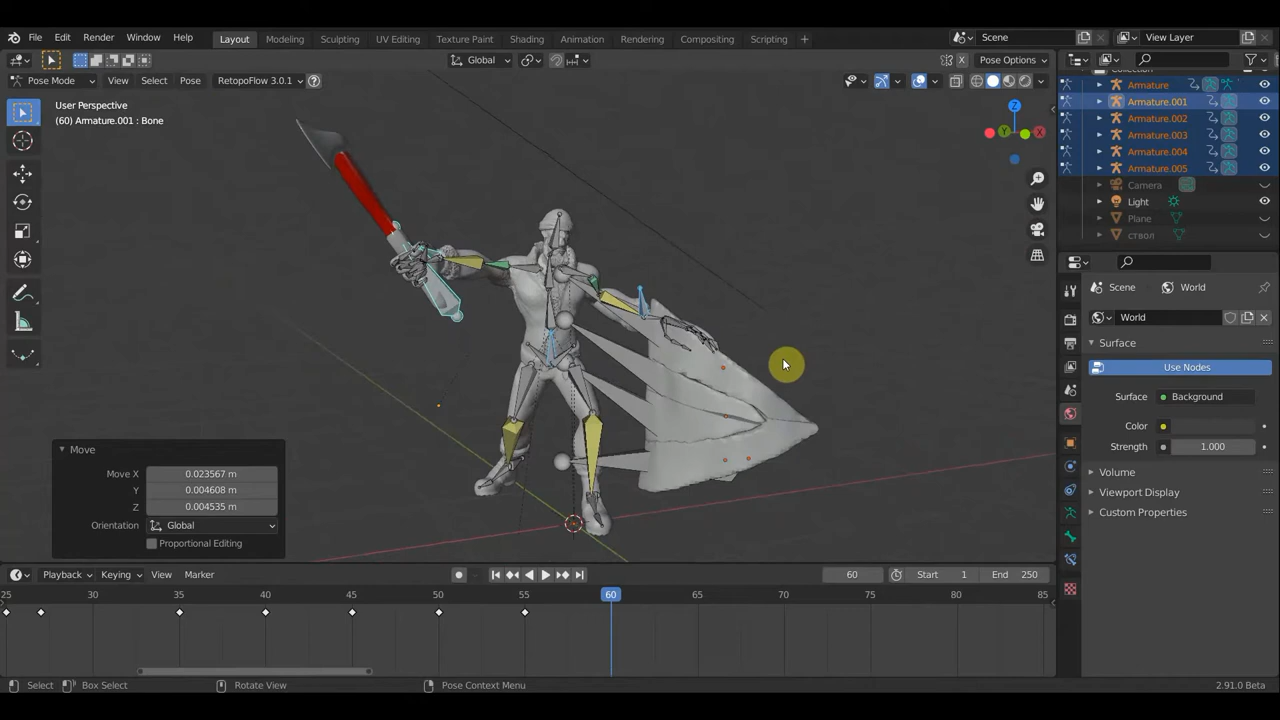 File Edit Render Window Help Layout Modeling Sculpting UV Editing Texture Paint Shading Animation Rendering Compositing Scripting + Scene View Layer
Global Pose Options
Pose Mode View Select Pose RetopoFlow 3.0.1
User Perspective
(60) Armature.001 : Bone
Collection
Armature
Armature.001
Armature.002
Armature.003
Armature.004
Armature.005
Camera
Light
Plane
ствол
Z
Y
X
Scene World
World
Surface
Use Nodes
Surface Background
Color
Strength 1.000
Volume
Viewport Display
Custom Properties
Move
Move X 0.023567 m
Y 0.004608 m
Z 0.004535 m
Orientation Global
Proportional Editing
Playback Keying View Marker 60 Start 1 End 250
25 30 35 40 45 50 55 60 65 70 75 80 85
Select Box Select Rotate View Pose Context Menu 2.91.0 Beta